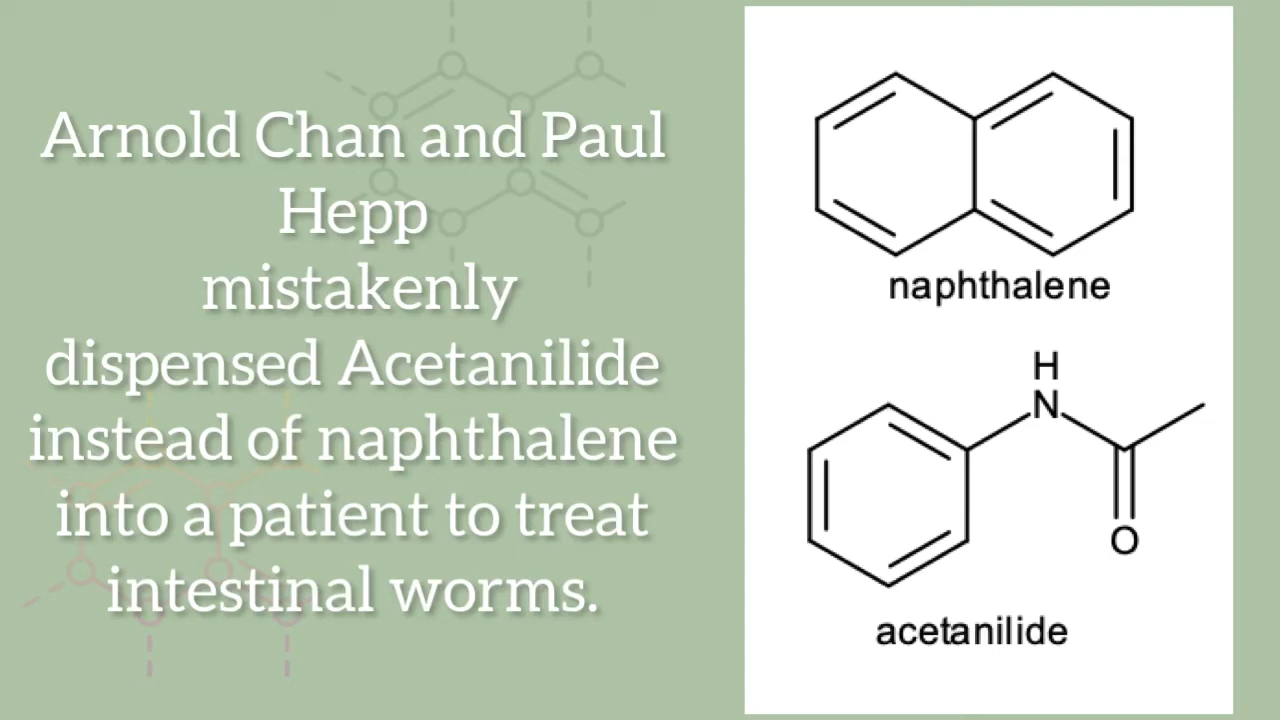 Arnold Chan and Paul
Hepp
mistakenly
dispensed Acetanilide
instead of naphthalene
into a patient to treat
intestinal worms.
naphthalene
H
N
O
acetanilide